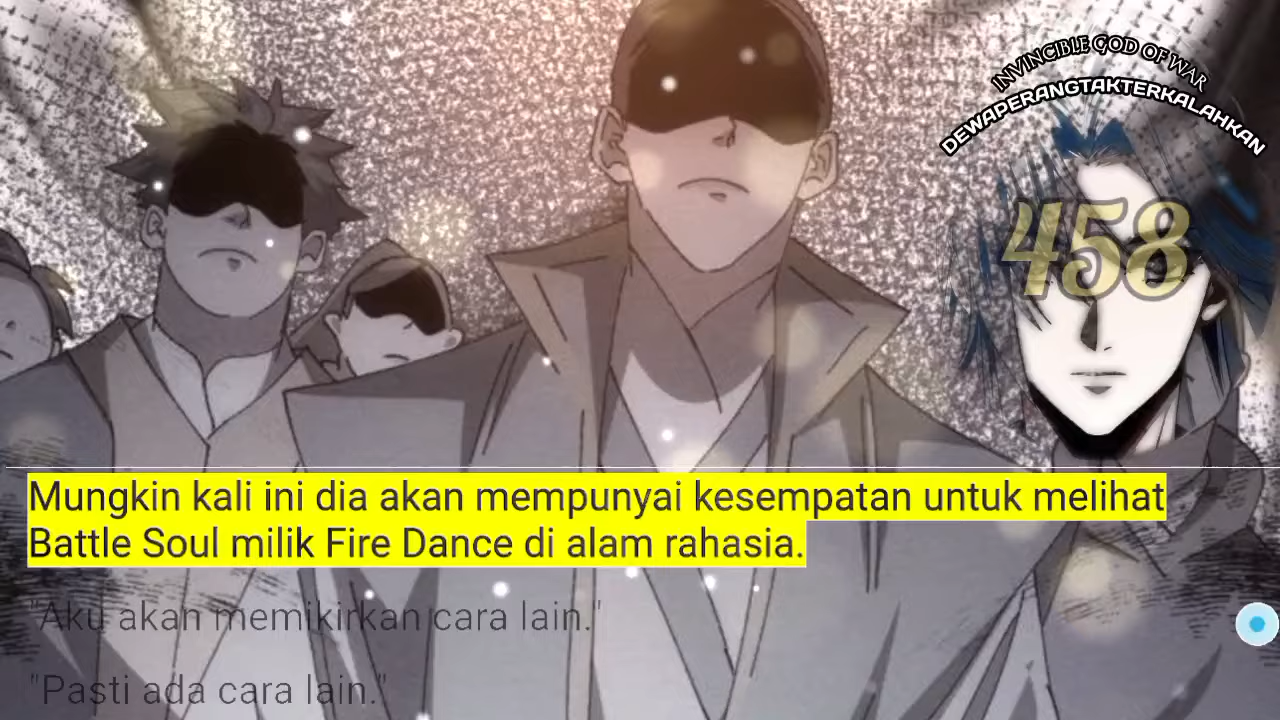 INVINCIBLE GOD OF WAR
DEWAPERANGTAKTERKALAHKAN
458
Mungkin kali ini dia akan mempunyai kesempatan untuk melihat
Battle Soul milik Fire Dance di alam rahasia.
"Aku akan memikirkan cara lain."
"Pasti ada cara lain."